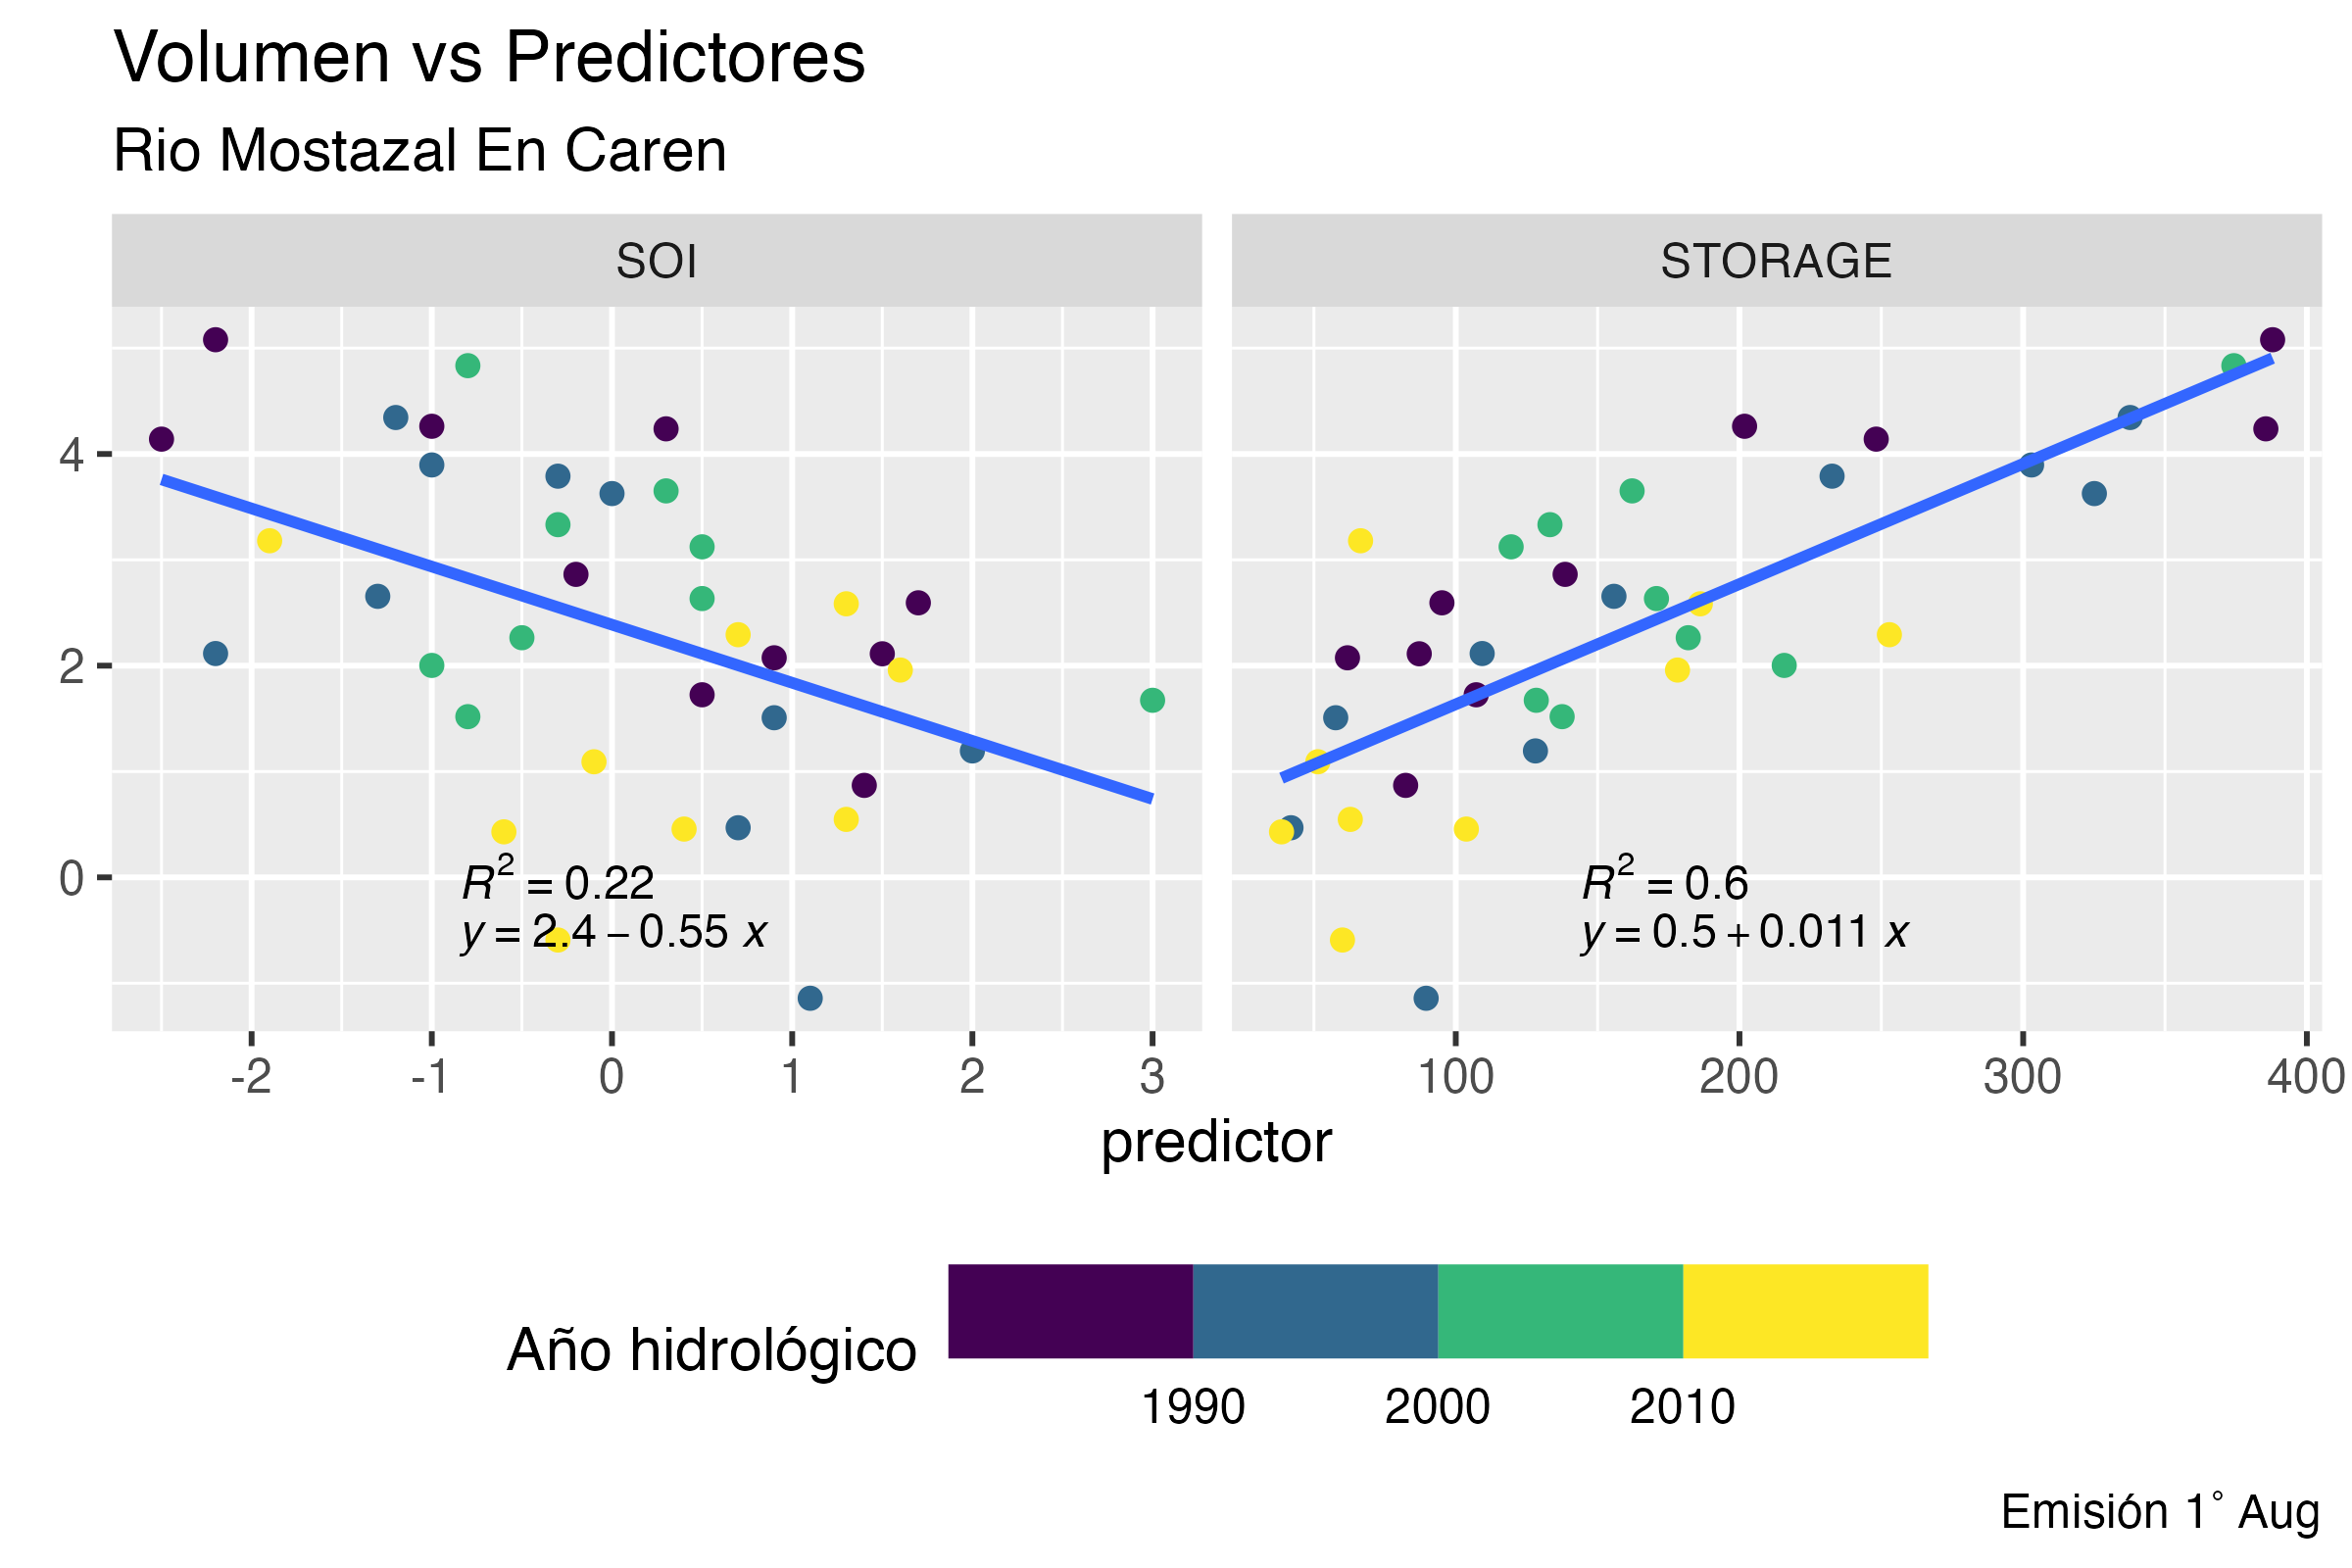 Volumen vs Predictores
Rio Mostazal En Caren
SOI
STORAGE
4
2
0
R² = 0.22
y = 2.4 − 0.55 x
R² = 0.6
y = 0.5 + 0.011 x
-2 -1 0 1 2 3
100 200 300 400
predictor
Año hidrológico
1990 2000 2010
Emisión 1° Aug